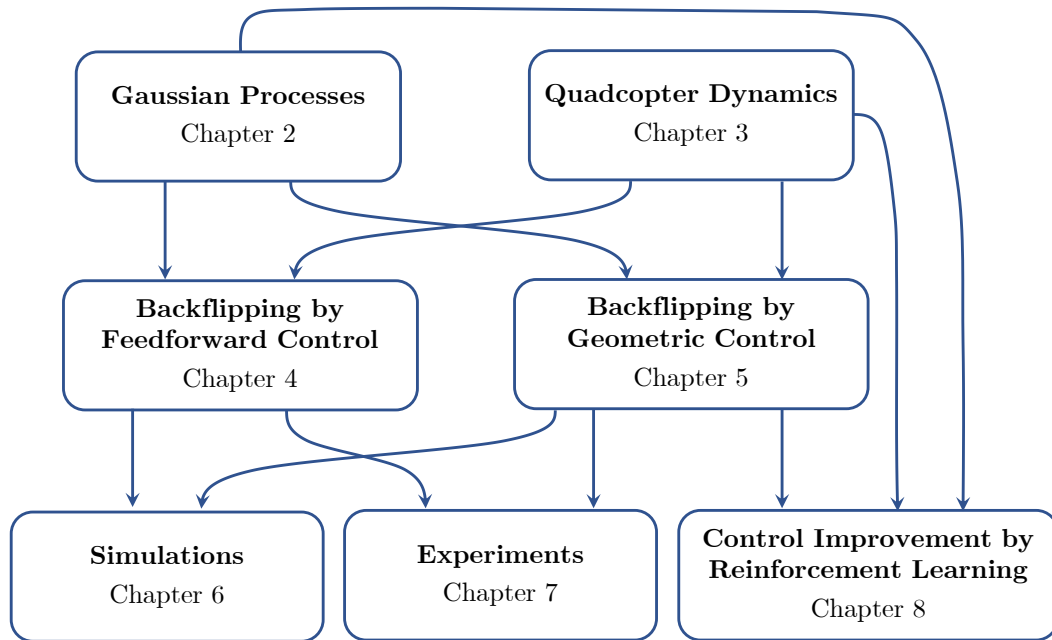 Gaussian Processes
Chapter 2
Quadcopter Dynamics
Chapter 3
Backflipping by
Feedforward Control
Chapter 4
Backflipping by
Geometric Control
Chapter 5
Simulations
Chapter 6
Experiments
Chapter 7
Control Improvement by
Reinforcement Learning
Chapter 8